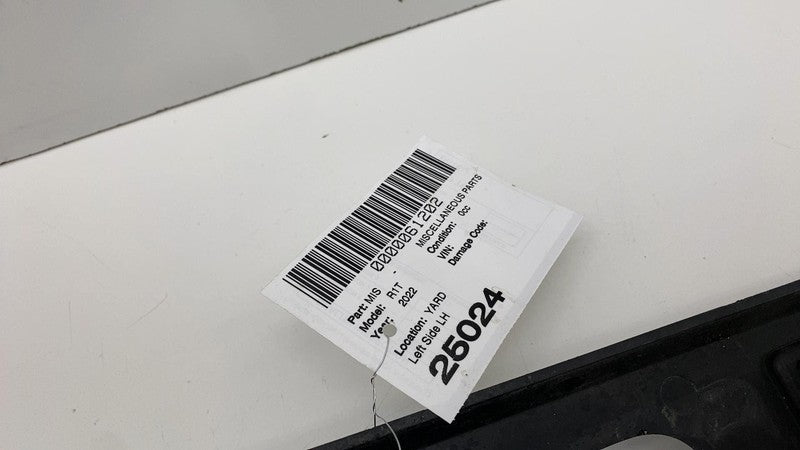 0000061202
Part: MIS - MISCELLANEOUS PARTS
Model: R1T Condition: 0cc
Year: 2022 VIN:
Damage Code:
Location: YARD
Left Side LH
25024